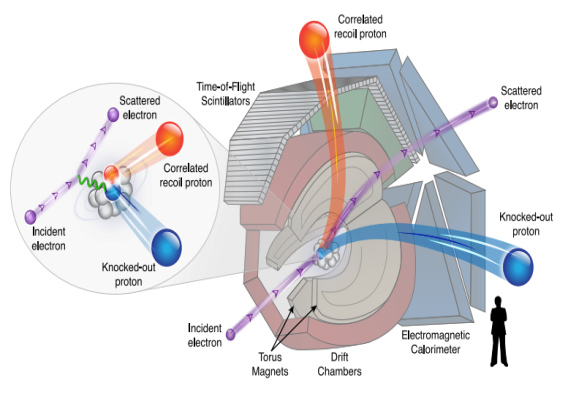 Correlated
recoil proton
Time-of-Flight
Scintillators
Scattered
electron
Scattered
electron
Correlated
recoil proton
Incident
electron
Knocked-out
proton
Knocked-out
proton
Incident
electron
Torus
Magnets
Drift
Chambers
Electromagnetic
Calorimeter